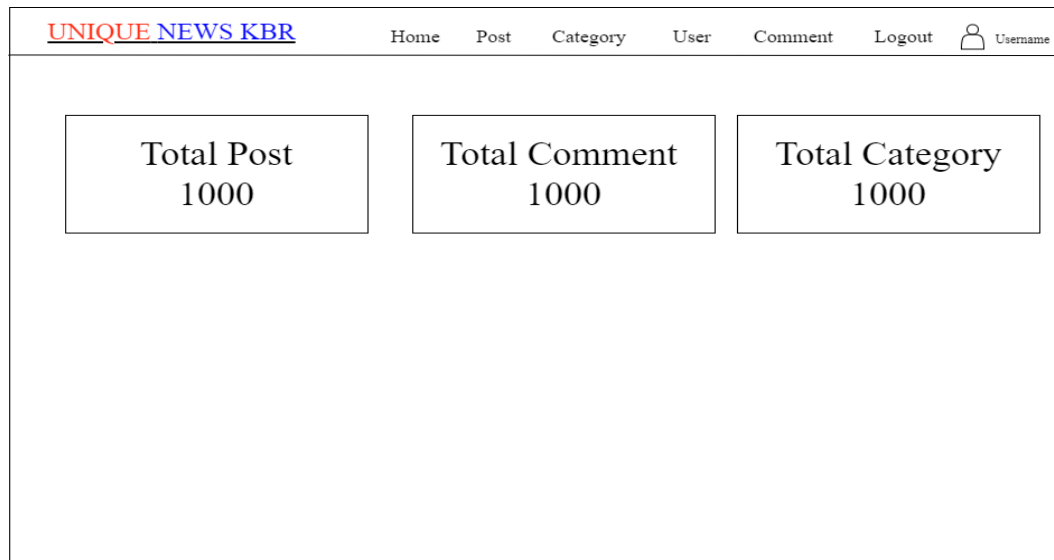 UNIQUE NEWS KBR
Home Post Category User Comment Logout Username
Total Post
1000
Total Comment
1000
Total Category
1000